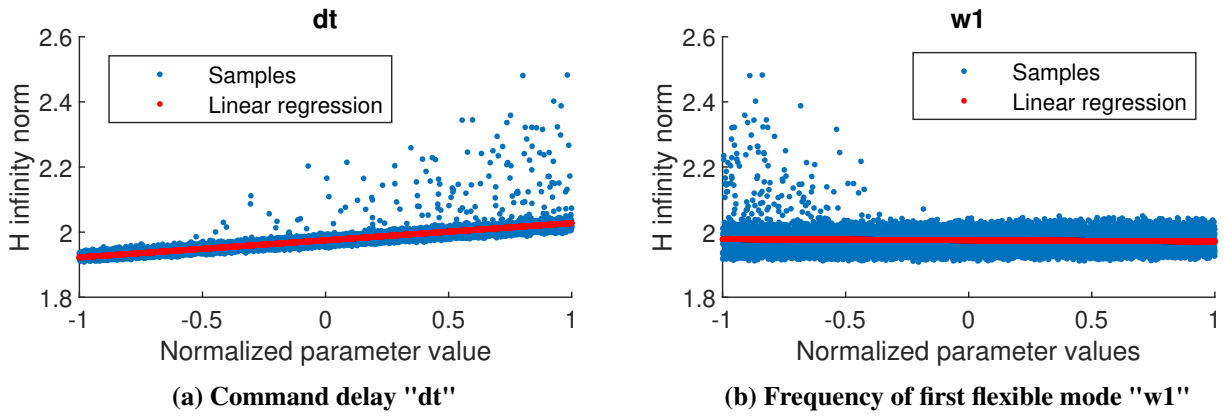 dt
2.6
2.4
2.2
2
1.8
H infinity norm
Samples
Linear regression
-1
-0.5
0
0.5
1
Normalized parameter value
(a) Command delay "dt"
w1
2.6
2.4
2.2
2
1.8
H infinity norm
Samples
Linear regression
-1
-0.5
0
0.5
1
Normalized parameter values
(b) Frequency of first flexible mode "w1"